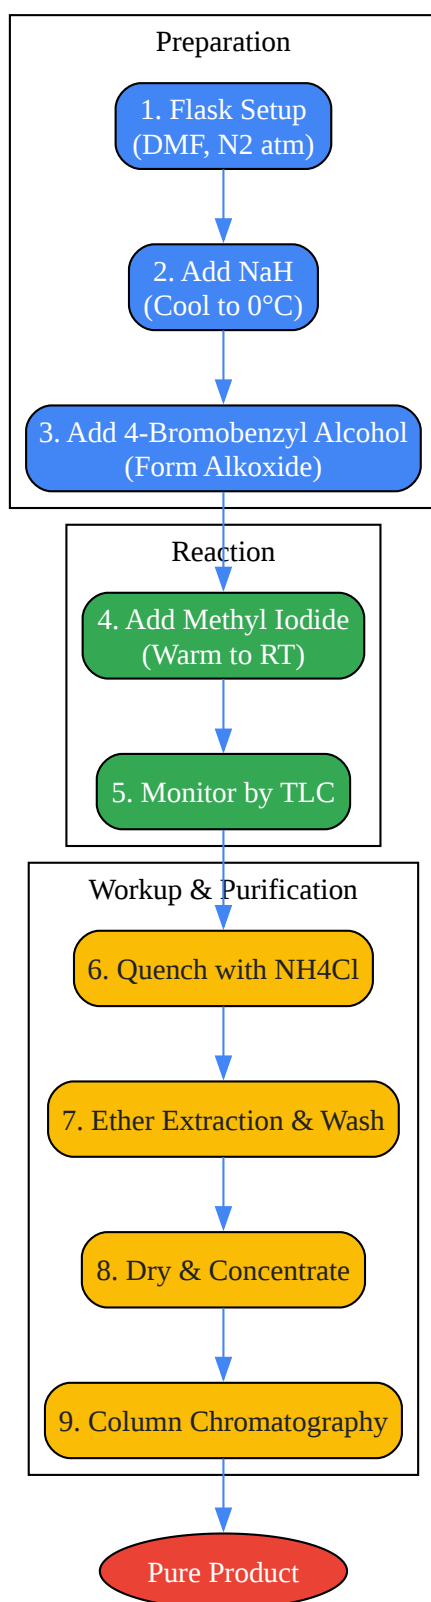 Preparation
1. Flask Setup
(DMF, N2 atm)
2. Add NaH
(Cool to 0°C)
3. Add 4-Bromobenzyl Alcohol
(Form Alkoxide)
Reaction
4. Add Methyl Iodide
(Warm to RT)
5. Monitor by TLC
Workup & Purification
6. Quench with NH4Cl
7. Ether Extraction & Wash
8. Dry & Concentrate
9. Column Chromatography
Pure Product